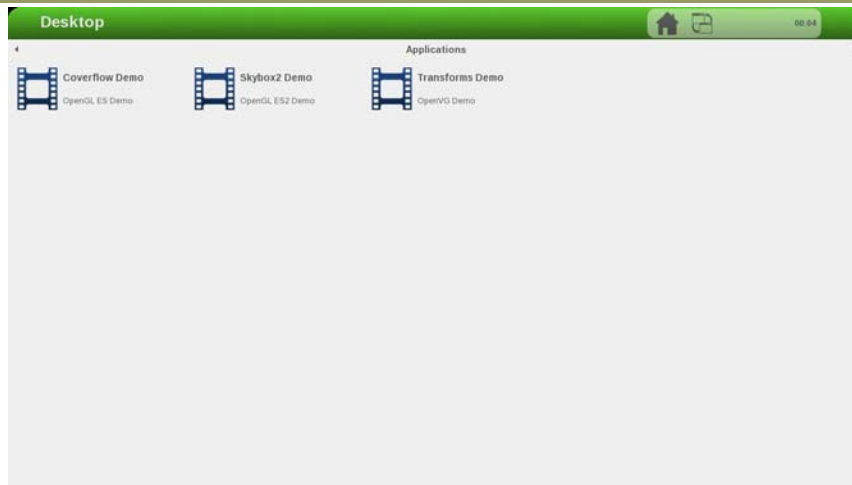 Desktop
00:04
Applications
Coverflow Demo
OpenGL ES Demo
Skybox2 Demo
OpenGL ES2 Demo
Transforms Demo
OpenVG Demo